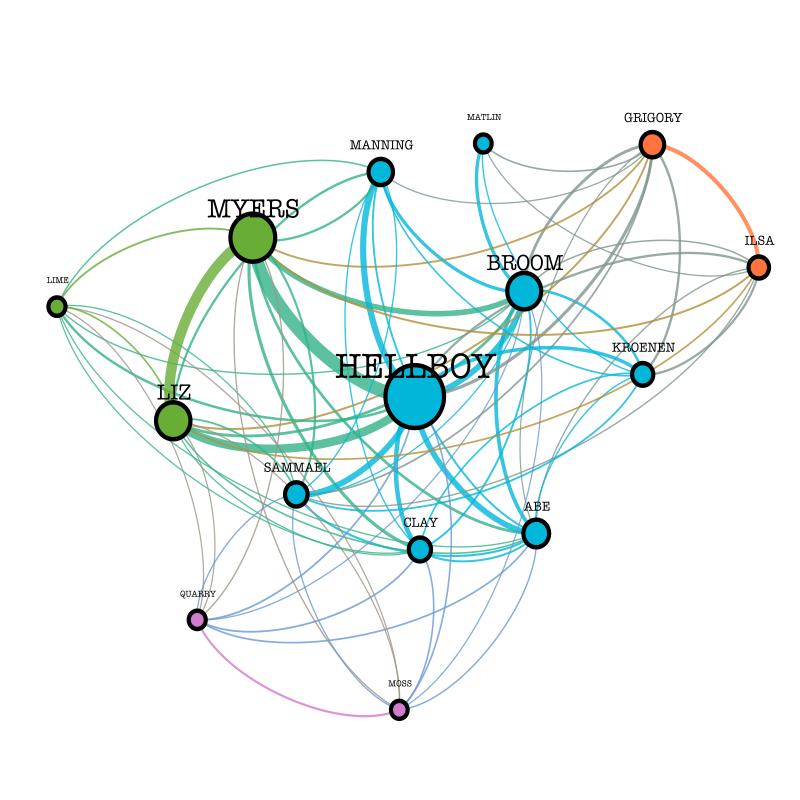 MATLIN
GRIGORY
MANNING
MYERS
ILSA
BROOM
LIME
KROENEN
HELLBOY
LIZ
SAMMAEL
ABE
CLAY
QUARRY
MOSS